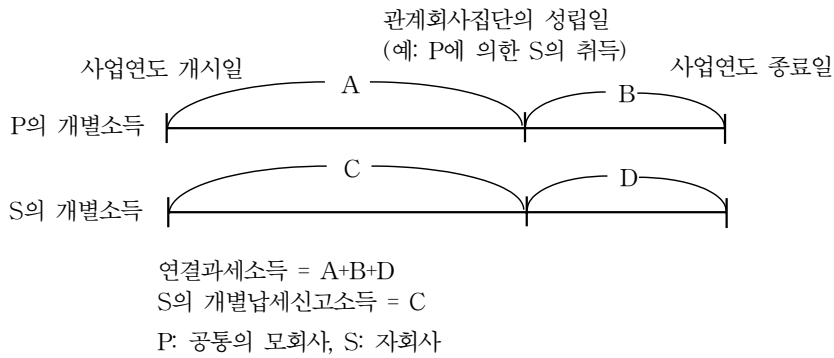 관계회사집단의 성립일
(예: P에 의한 S의 취득)
사업연도 개시일
사업연도 종료일
A
B
P의 개별소득
C
D
S의 개별소득
연결과세소득 = A+B+D
S의 개별납세신고소득 = C
P: 공통의 모회사, S: 자회사